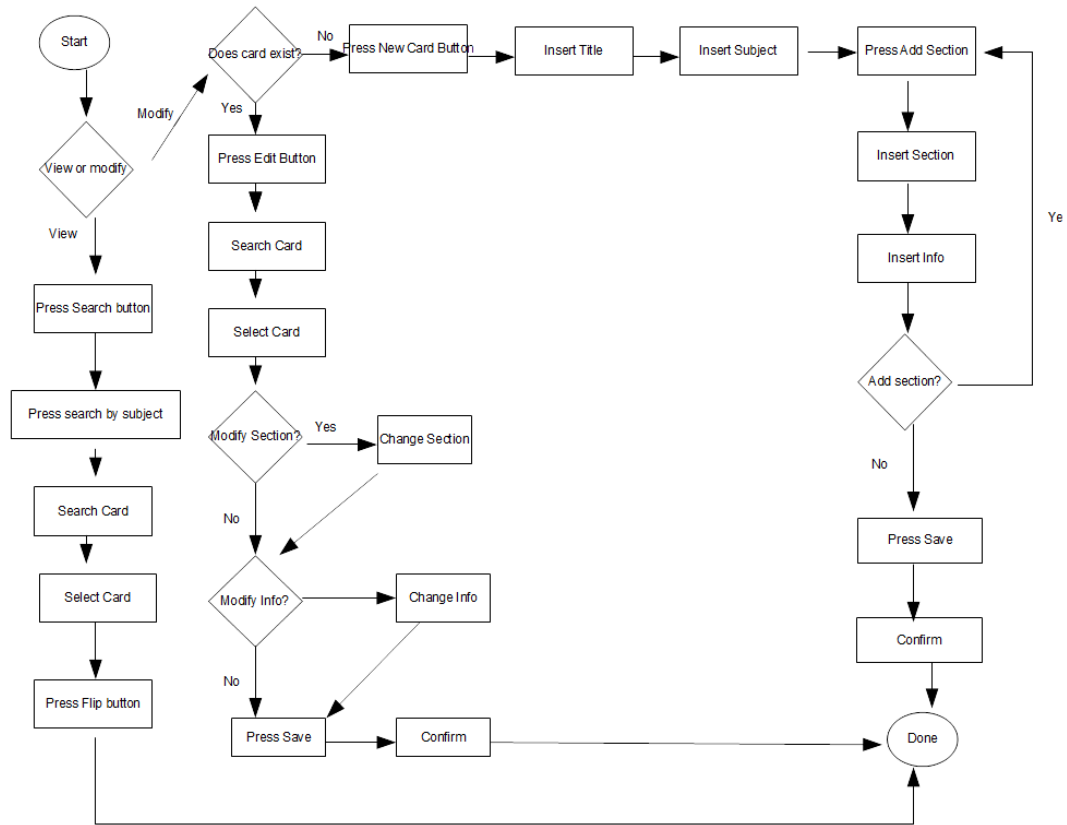 Start
Does card exist?
No
Press New Card Button
Insert Title
Insert Subject
Press Add Section
Modify
Yes
View or modify
Press Edit Button
Insert Section
View
Search Card
Ye
Insert Info
Press Search button
Select Card
Add section?
Press search by subject
Modify Section?
Yes
Change Section
No
Search Card
No
Press Save
Select Card
Modify Info?
Change Info
Confirm
No
Press Flip button
Press Save
Confirm
Done